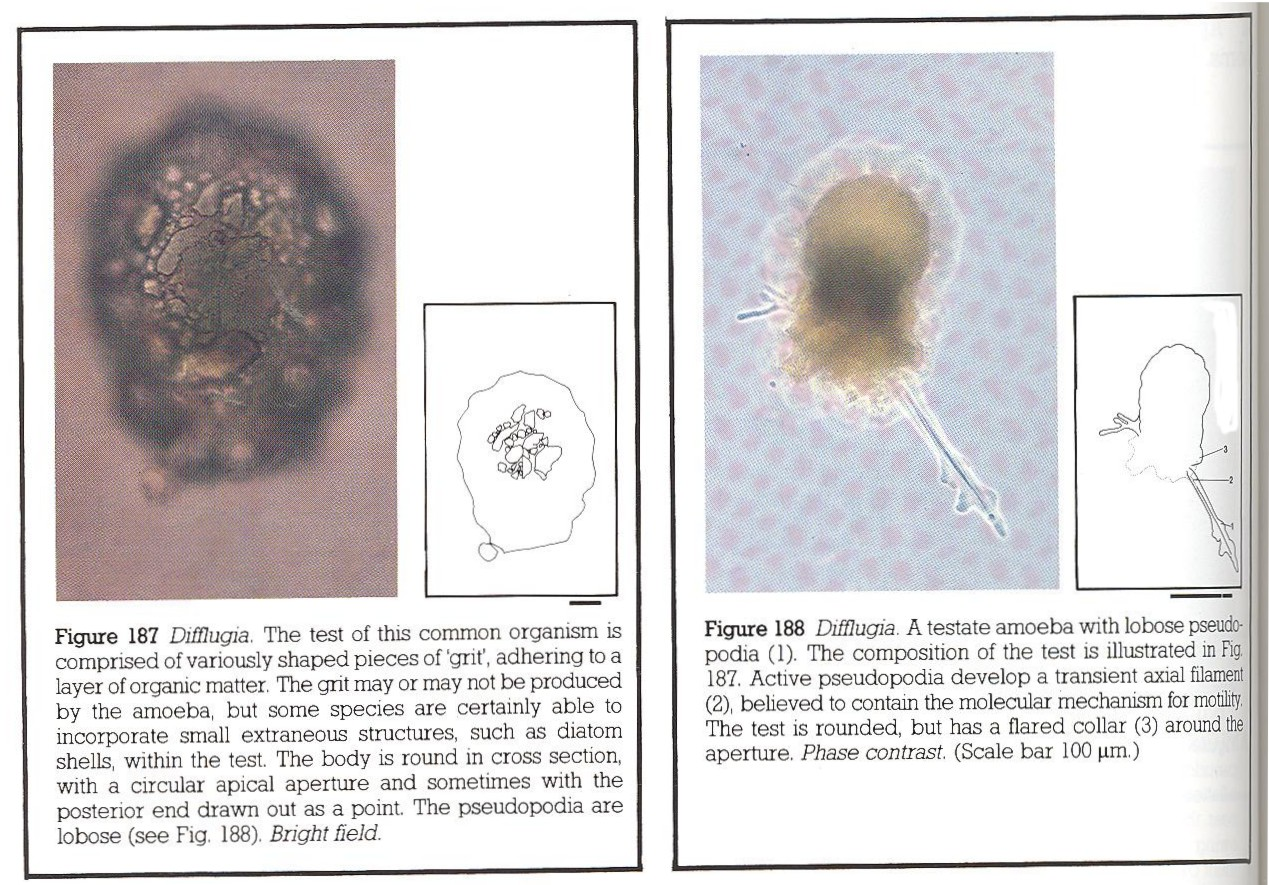 Figure 187 Difflugia. The test of this common organism is
comprised of variously shaped pieces of 'grit', adhering to a
layer of organic matter. The grit may or may not be produced
by the amoeba, but some species are certainly able to
incorporate small extraneous structures, such as diatom
shells, within the test. The body is round in cross section,
with a circular apical aperture and sometimes with the
posterior end drawn out as a point. The pseudopodia are
lobose (see Fig. 188). Bright field.
3
2
1
Figure 188 Difflugia. A testate amoeba with lobose pseudo-
podia (1). The composition of the test is illustrated in Fig.
187. Active pseudopodia develop a transient axial filament
(2), believed to contain the molecular mechanism for motility.
The test is rounded, but has a flared collar (3) around the
aperture. Phase contrast. (Scale bar 100 μm.)